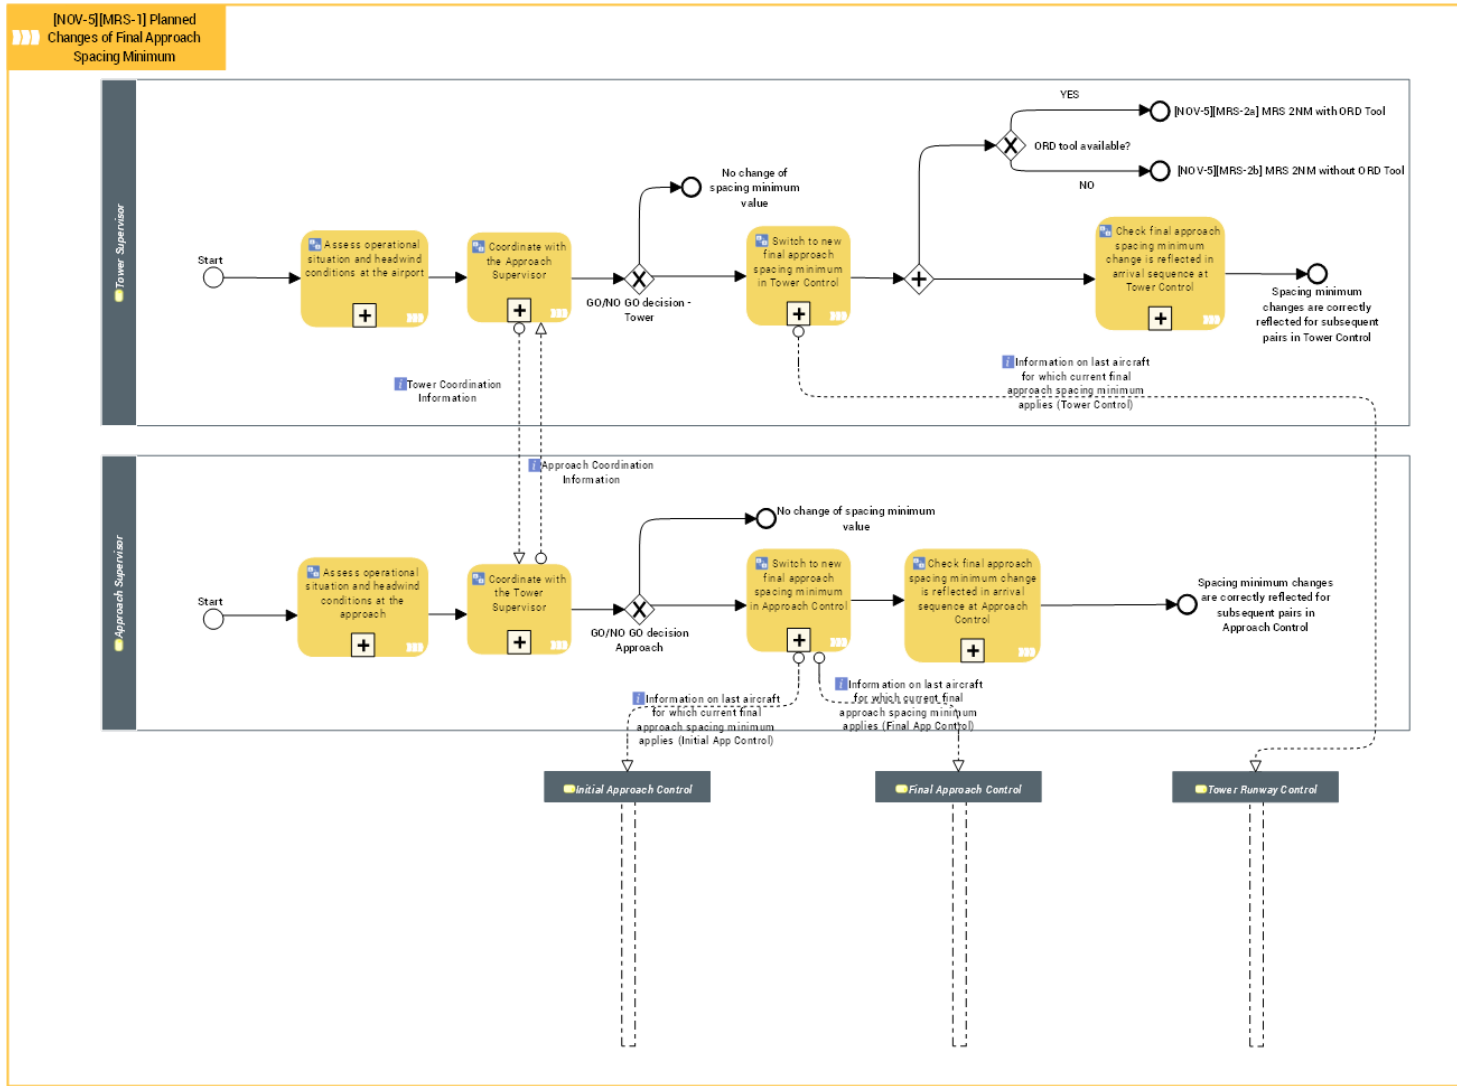 [NOV-5][MRS-1] Planned
Changes of Final Approach
Spacing Minimum
Tower Supervisor
Start
Assess operational
situation and headwind
conditions at the airport
Coordinate with
the Approach
Supervisor
GO/NO GO decision -
Tower
No change of
spacing minimum
value
Switch to new
final approach
spacing minimum
in Tower Control
YES
[NOV-5][MRS-2a] MRS 2NM with ORD Tool
ORD tool available?
[NOV-5][MRS-2b] MRS 2NM without ORD Tool
NO
Check final approach
spacing minimum
change is reflected in
arrival sequence at
Tower Control
Spacing minimum
changes are correctly
reflected for subsequent
pairs in Tower Control
Information on last aircraft
for which current final
approach spacing minimum
applies (Tower Control)
Tower Coordination
Information
Approach Coordination
Information
Approach Supervisor
Start
Assess operational
situation and headwind
conditions at the
approach
Coordinate with
the Tower
Supervisor
GO/NO GO decision
Approach
No change of spacing minimum
value
Switch to new
final approach
spacing minimum
in Approach Control
Check final approach
spacing minimum change
is reflected in arrival
sequence at Approach
Control
Spacing minimum changes
are correctly reflected for
subsequent pairs in
Approach Control
Information on last aircraft
for which current final
approach spacing minimum
applies (Initial App Control)
Information on last aircraft
for which current final
approach spacing minimum
applies (Final App Control)
Initial Approach Control
Final Approach Control
Tower Runway Control